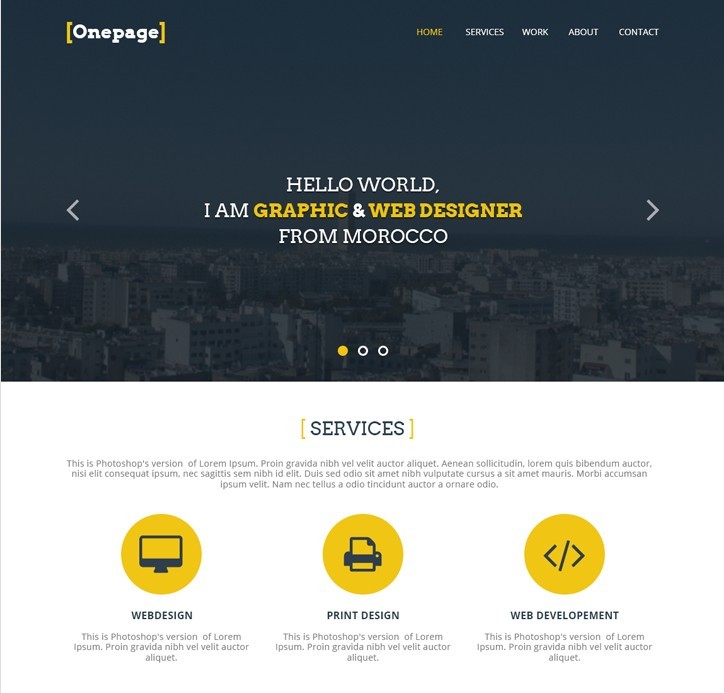 [Onepage]
HOME SERVICES WORK ABOUT CONTACT
HELLO WORLD,
I AM GRAPHIC & WEB DESIGNER
FROM MOROCCO
[ SERVICES ]
This is Photoshop's version  of Lorem Ipsum. Proin gravida nibh vel velit auctor aliquet. Aenean sollicitudin, lorem quis bibendum auctor,
nisi elit consequat ipsum, nec sagittis sem nibh id elit. Duis sed odio sit amet nibh vulputate cursus a sit amet mauris. Morbi accumsan
ipsum velit. Nam nec tellus a odio tincidunt auctor a ornare odio.
WEBDESIGN
This is Photoshop's version  of Lorem
Ipsum. Proin gravida nibh vel velit auctor
aliquet.
PRINT DESIGN
This is Photoshop's version  of Lorem
Ipsum. Proin gravida nibh vel velit auctor
aliquet.
WEB DEVELOPEMENT
This is Photoshop's version  of Lorem
Ipsum. Proin gravida nibh vel velit auctor
aliquet.